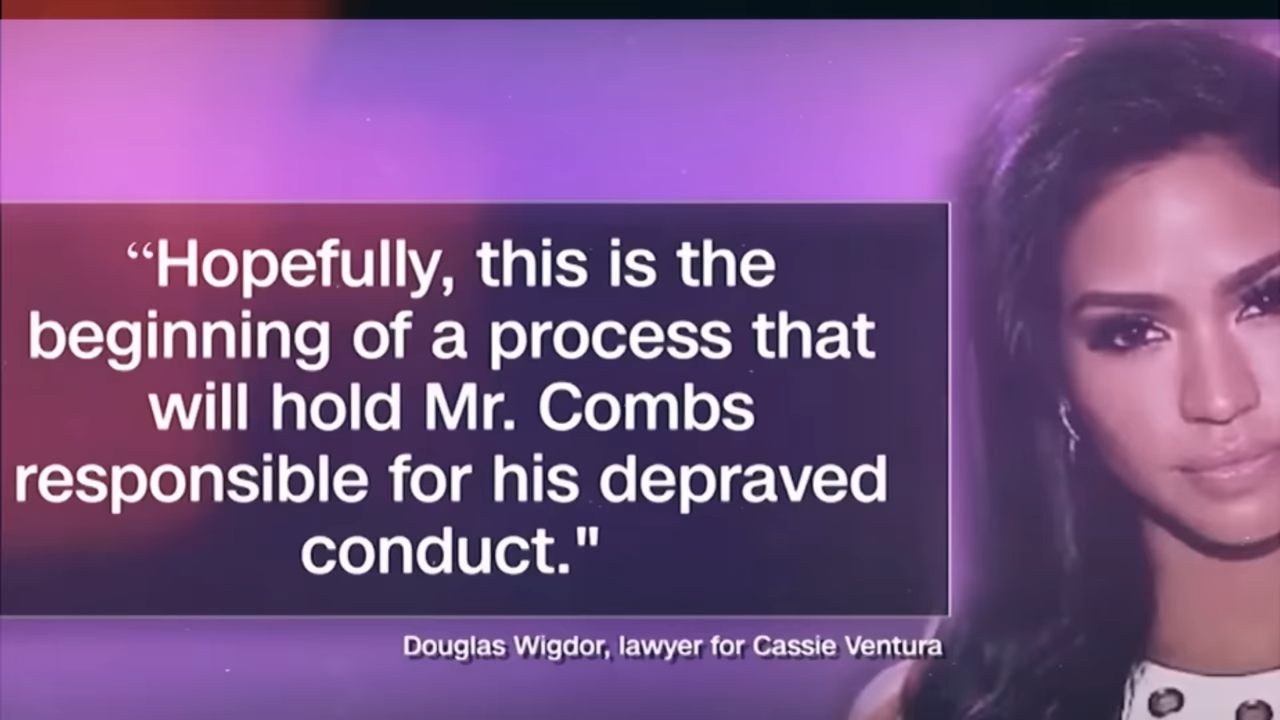 “Hopefully, this is the
beginning of a process that
will hold Mr. Combs
responsible for his depraved
conduct."
Douglas Wigdor, lawyer for Cassie Ventura